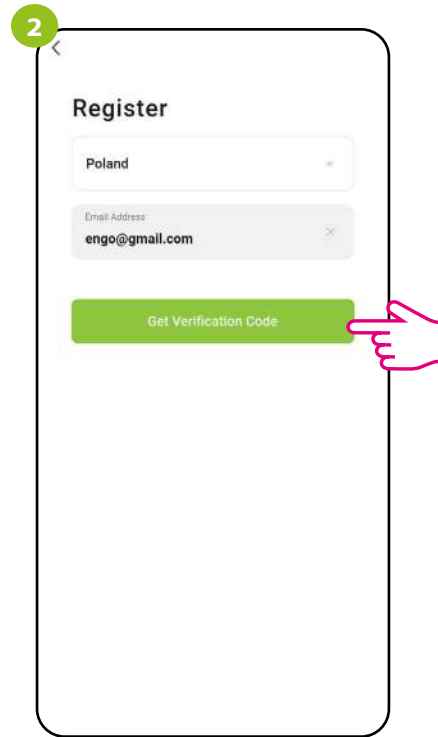 2
Register
Poland
Email Address
engo@gmail.com
Get Verification Code